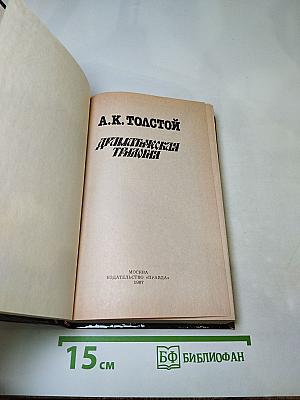 А.К.ТОЛСТОЙ
ДРАМАТИЧЕСКАЯ
ТРИЛОГИЯ
МОСКВА
ИЗДАТЕЛЬСТВО «ПРАВДА»
1987
15 см
БФ БИБЛИОФАН